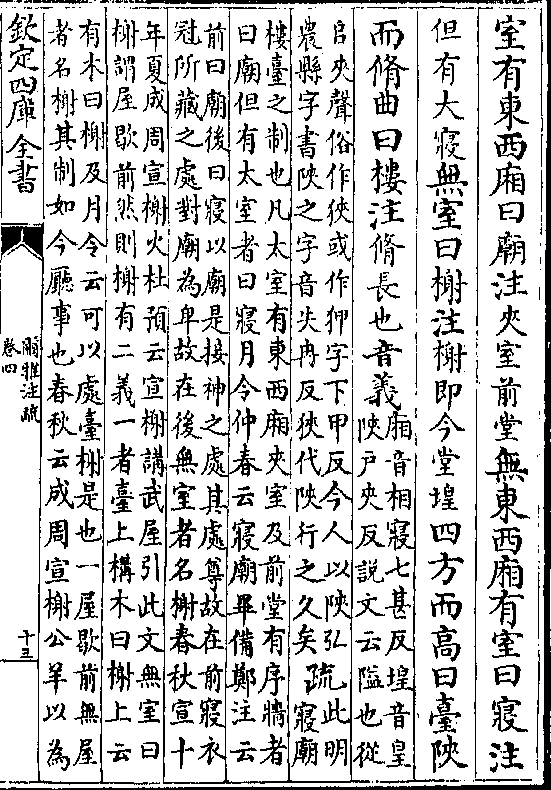 室有東西廂曰廟注夾室前堂無東西廂有室曰寢注
但有大寢無室曰榭注榭即今堂堭四方而高曰臺陜
而脩曲曰樓注脩長也音義
廂音相寢七甚反堭音皇
陜戸夾反說文云隘也從
𨸏夾聲俗作狹或作狎字下甲反今人以陜弘
農縣字書陜之字音失冉反狹代陜行之久矣
疏
此明
寢廟
樓臺之制也凡太室有東西廂夾室及前堂有序牆者
曰廟但有太室者曰寢月令仲春云寢廟畢備鄭注云
前曰廟後曰寢以廟是接神之處其處尊故在前寢衣
冠所藏之處對廟為卑故在後無室者名榭春秋宣十
年夏成周宣榭火杜預云宣榭講武屋引此文無室曰
榭謂屋歇前然則榭有二義一者臺上構木曰榭上云
有木曰榭及月令云可以處臺榭是也一屋歇前無屋
者名榭其制如今廳事也春秋云成周宣榭公羊以為
欽定四庫全書
爾雅注疏
卷四
十三